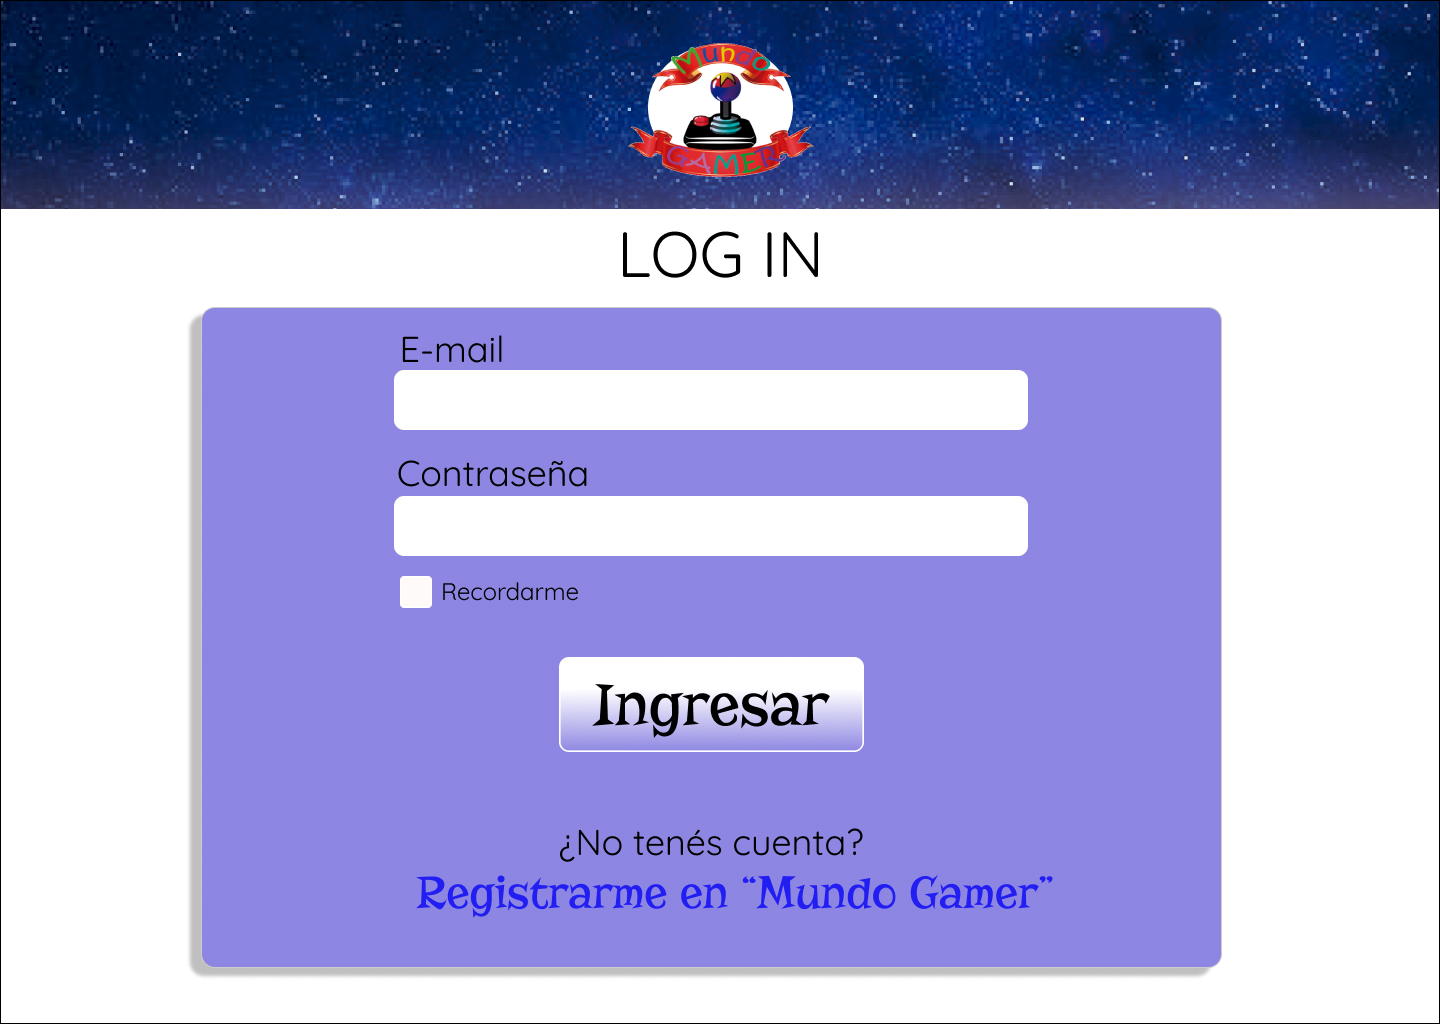 Mundo
GAMER
LOG IN
E-mail
Contraseña
Recordarme
Ingresar
¿No tenés cuenta?
Registrarme en “Mundo Gamer”